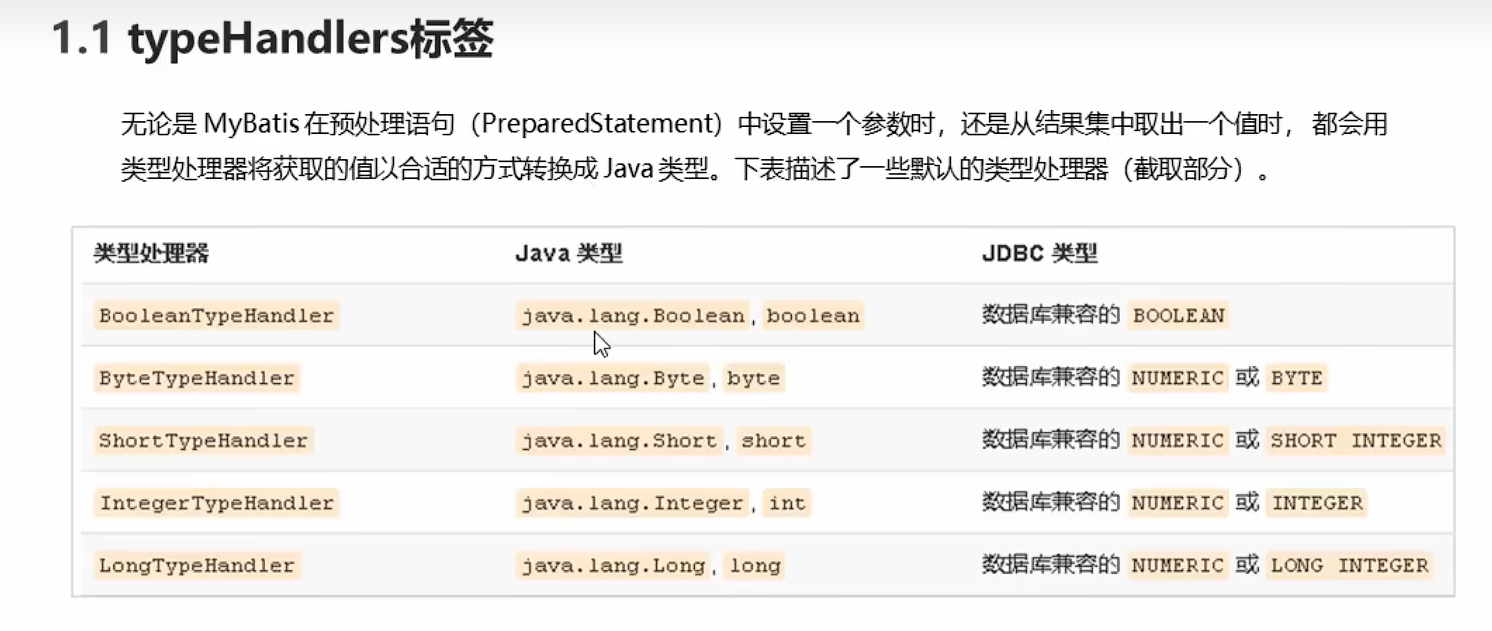 1.1 typeHandlers标签
无论是 MyBatis 在预处理语句（PreparedStatement）中设置一个参数时，还是从结果集中取出一个值时， 都会用
类型处理器将获取的值以合适的方式转换成 Java 类型。下表描述了一些默认的类型处理器（截取部分）。
类型处理器 Java 类型 JDBC 类型
BooleanTypeHandler java.lang.Boolean, boolean 数据库兼容的 BOOLEAN
ByteTypeHandler java.lang.Byte, byte 数据库兼容的 NUMERIC 或 BYTE
ShortTypeHandler java.lang.Short, short 数据库兼容的 NUMERIC 或 SHORT INTEGER
IntegerTypeHandler java.lang.Integer, int 数据库兼容的 NUMERIC 或 INTEGER
LongTypeHandler java.lang.Long, long 数据库兼容的 NUMERIC 或 LONG INTEGER